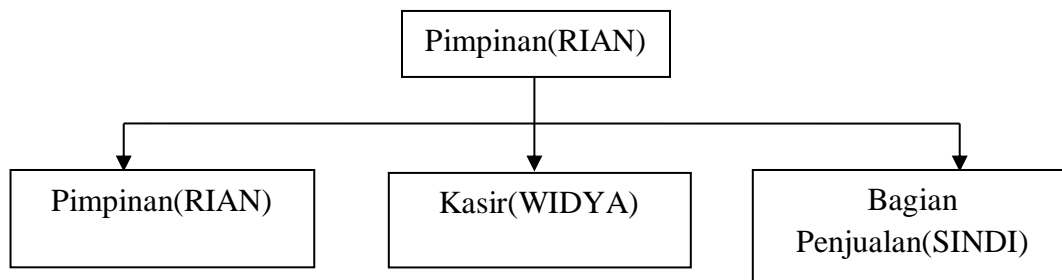 Pimpinan(RIAN)
Pimpinan(RIAN)
Kasir(WIDYA)
Bagian
Penjualan(SINDI)